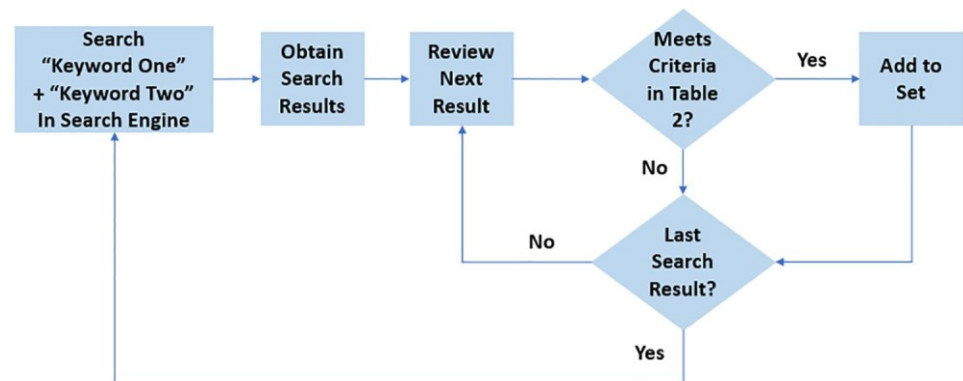 Search
“Keyword One”
+ “Keyword Two”
In Search Engine
Obtain
Search
Results
Review
Next
Result
Meets
Criteria
in Table
2?
Yes
Add to
Set
No
Last
Search
Result?
No
Yes